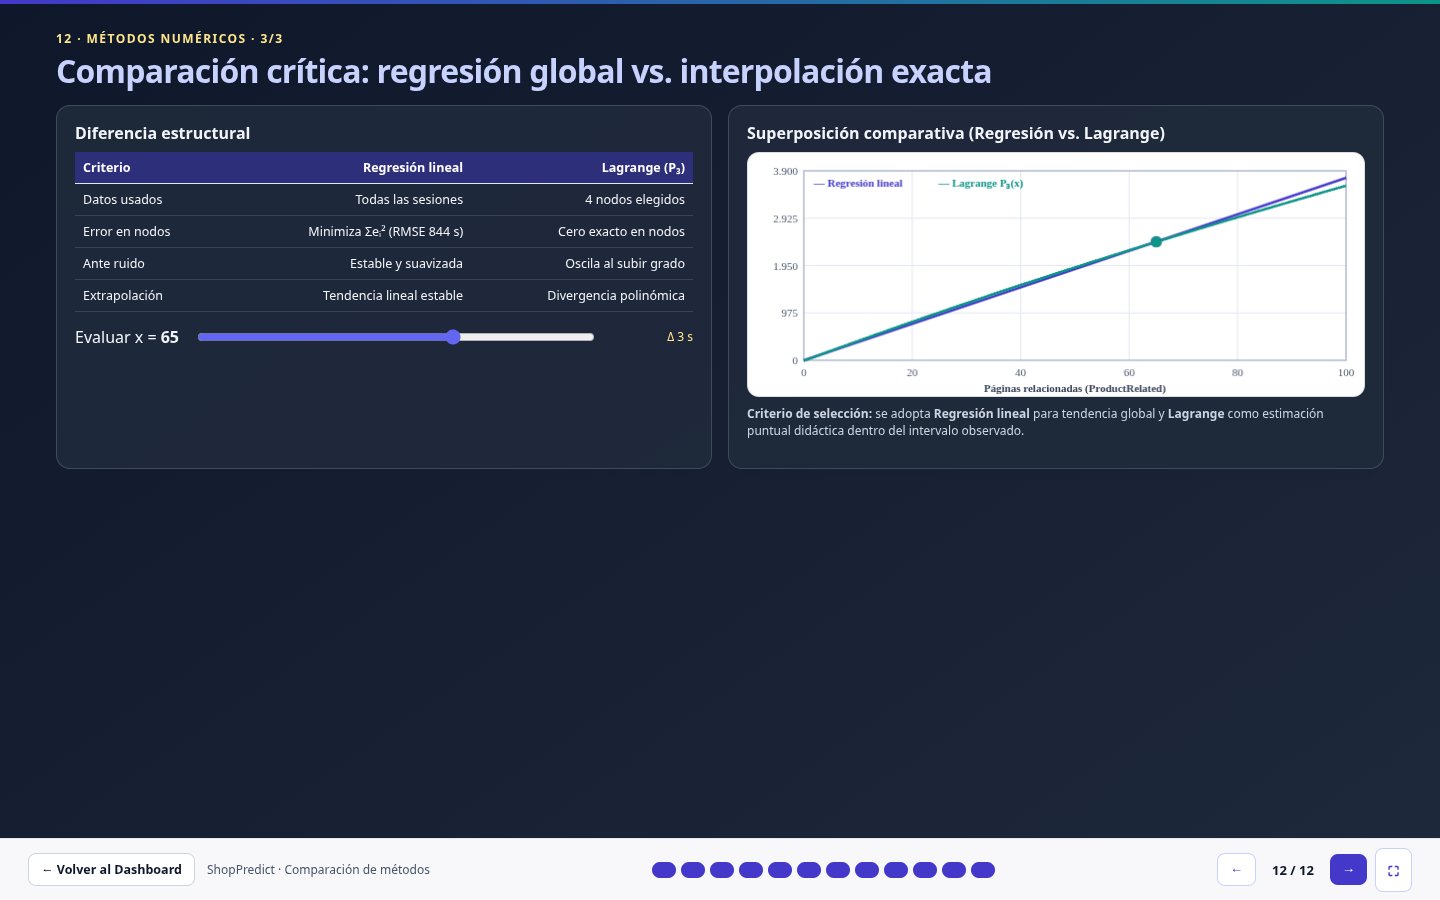 12 · MÉTODOS NUMÉRICOS · 3/3
Comparación crítica: regresión global vs. interpolación exacta
Diferencia estructural
Criterio Regresión lineal Lagrange (P₃)
Datos usados Todas las sesiones 4 nodos elegidos
Error en nodos Minimiza Σeᵢ² (RMSE 844 s) Cero exacto en nodos
Ante ruido Estable y suavizada Oscila al subir grado
Extrapolación Tendencia lineal estable Divergencia polinómica
Evaluar x = 65 Δ 3 s
Superposición comparativa (Regresión vs. Lagrange)
— Regresión lineal — Lagrange P₃(x)
3.900
2.925
1.950
975
0
0 20 40 60 80 100
Páginas relacionadas (ProductRelated)
Criterio de selección: se adopta Regresión lineal para tendencia global y Lagrange como estimación
puntual didáctica dentro del intervalo observado.
← Volver al Dashboard ShopPredict · Comparación de métodos ← 12 / 12 →